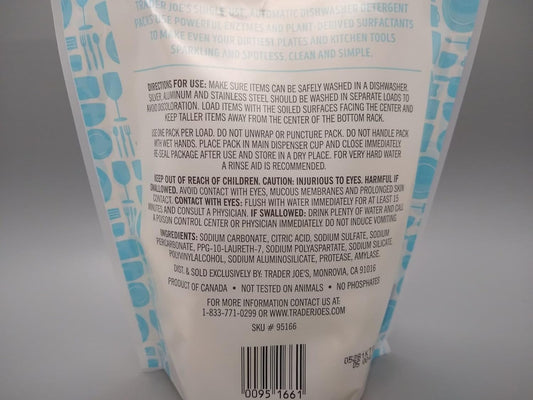 TRADER JOE'S SINGLE-USE, AUTOMATIC DISHWASHER DETERGENT
PACKS USE POWERFUL ENZYMES AND PLANT-DERIVED SURFACTANTS
TO MAKE EVEN YOUR DIRTIEST PLATES AND KITCHEN TOOLS
SPARKLING AND SPOTLESS, CLEAN AND SIMPLE.
DIRECTIONS FOR USE: MAKE SURE ITEMS CAN BE SAFELY WASHED IN A DISHWASHER.
SILVER, ALUMINUM AND STAINLESS STEEL SHOULD BE WASHED IN SEPARATE LOADS TO
AVOID DISCOLORATION. LOAD ITEMS WITH THE SOILED SURFACES FACING THE CENTER AND
KEEP TALLER ITEMS AWAY FROM THE CENTER OF THE BOTTOM RACK.
USE ONE PACK PER LOAD. DO NOT UNWRAP OR PUNCTURE PACK. DO NOT HANDLE PACK
WITH WET HANDS. PLACE PACK IN MAIN DISPENSER CUP AND CLOSE IMMEDIATELY.
RE-SEAL PACKAGE AFTER USE AND STORE IN A DRY PLACE. FOR VERY HARD WATER
A RINSE AID IS RECOMMENDED.
KEEP OUT OF REACH OF CHILDREN. CAUTION: INJURIOUS TO EYES. HARMFUL IF
SWALLOWED. AVOID CONTACT WITH EYES, MUCOUS MEMBRANES AND PROLONGED SKIN
CONTACT. CONTACT WITH EYES: FLUSH WITH WATER IMMEDIATELY FOR AT LEAST 15
MINUTES AND CONSULT A PHYSICIAN. IF SWALLOWED: DRINK PLENTY OF WATER AND CALL
A POISON CONTROL CENTER OR PHYSICIAN IMMEDIATELY. DO NOT INDUCE VOMITING.
INGREDIENTS: SODIUM CARBONATE, CITRIC ACID, SODIUM SULFATE, SODIUM
PERCARBONATE, PPG-10-LAURETH-7, SODIUM POLYASPARTATE, SODIUM SILICATE,
POLYVINYLALCOHOL, SODIUM ALUMINOSILICATE, PROTEASE, AMYLASE.
DIST. & SOLD EXCLUSIVELY BY: TRADER JOE'S, MONROVIA, CA 91016
PRODUCT OF CANADA • NOT TESTED ON ANIMALS • NO PHOSPHATES
FOR MORE INFORMATION CONTACT US AT:
1-833-771-0299 OR WWW.TRADERJOES.COM
SKU # 95166
0095 1661